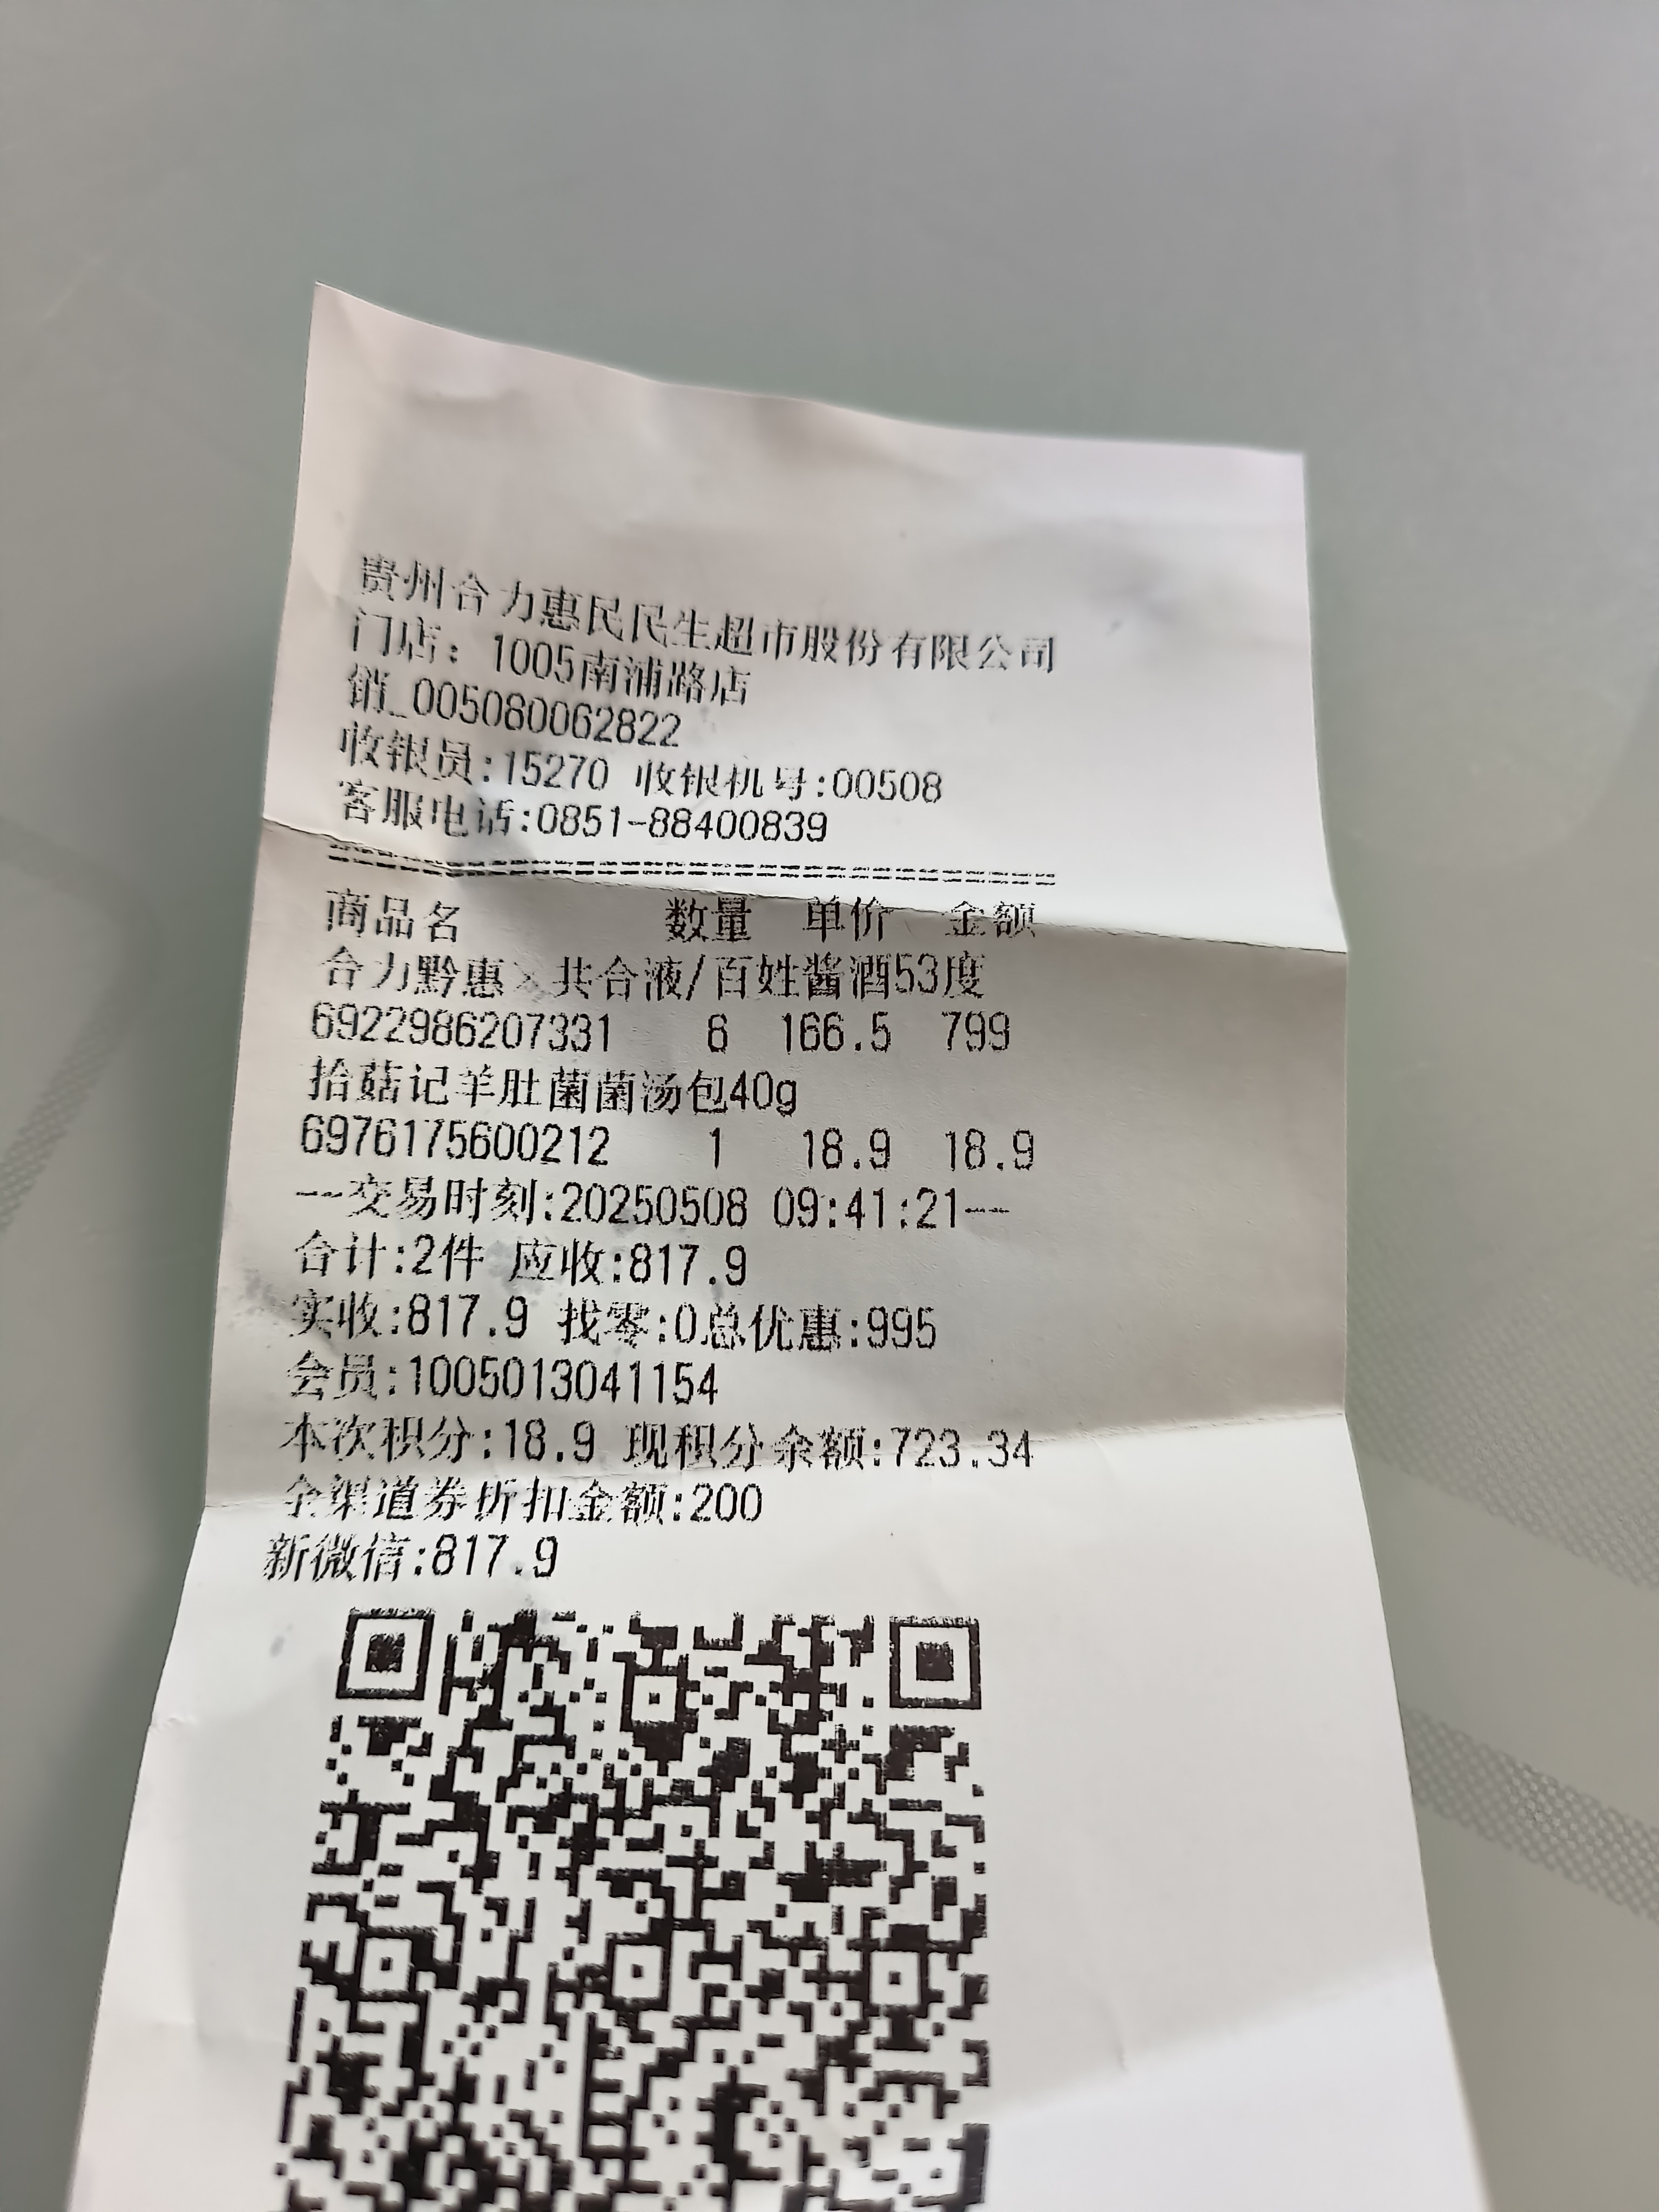 贵州合力惠民民生超市股份有限公司
门店：1005南浦路店
销_005080062822
收银员:15270 收银机号:00508
客服电话:0851-88400839
商品名 数量 单价 金额
合力黔惠×共合液/百姓酱酒53度
6922986207331 6 166.5 799
拾菇记羊肚菌菌汤包40g
6976175600212 1 18.9 18.9
--交易时刻:20250508 09:41:21--
合计:2件 应收:817.9
实收:817.9 找零:0总优惠:995
会员:1005013041154
本次积分:18.9 现积分余额:723.34
全渠道券折扣金额:200
新微信:817.9